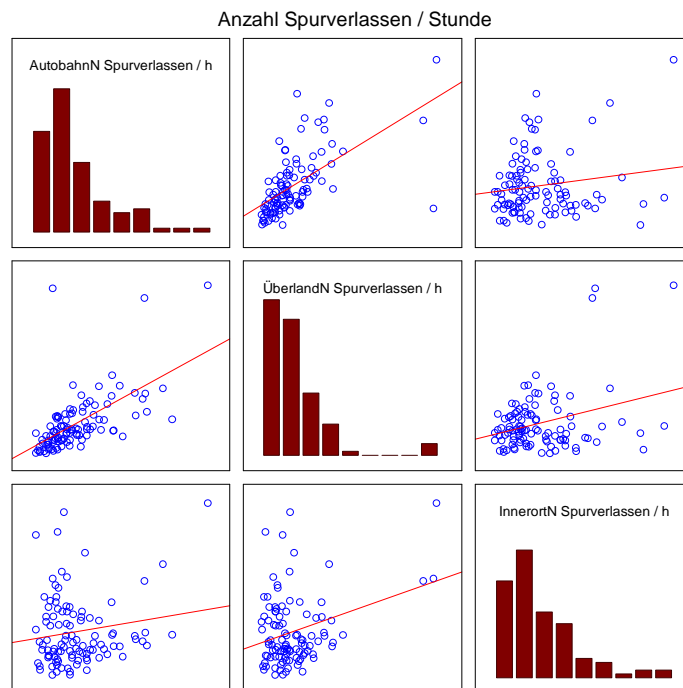 Anzahl Spurverlassen / Stunde
AutobahnN Spurverlassen / h
ÜberlandN Spurverlassen / h
InnerortN Spurverlassen / h